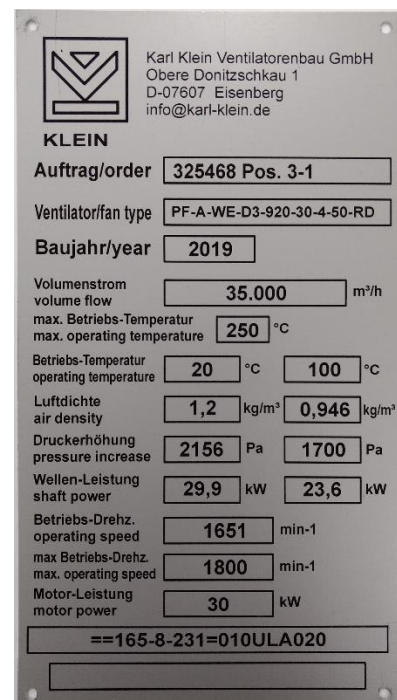 Karl Klein Ventilatorenbau GmbH
Obere Donitzschkau 1
D-07607 Eisenberg
info@karl-klein.de
KLEIN
Auftrag/order 325468 Pos. 3-1
Ventilator/fan type PF-A-WE-D3-920-30-4-50-RD
Baujahr/year 2019
Volumenstrom
volume flow 35.000 m³/h
max. Betriebs-Temperatur
max. operating temperature 250 °C
Betriebs-Temperatur
operating temperature 20 °C 100 °C
Luftdichte
air density 1,2 kg/m³ 0,946 kg/m³
Druckerhöhung
pressure increase 2156 Pa 1700 Pa
Wellen-Leistung
shaft power 29,9 kW 23,6 kW
Betriebs-Drehz.
operating speed 1651 min-1
max Betriebs-Drehz.
max. operating speed 1800 min-1
Motor-Leistung
motor power 30 kW
==165-8-231=010ULA020